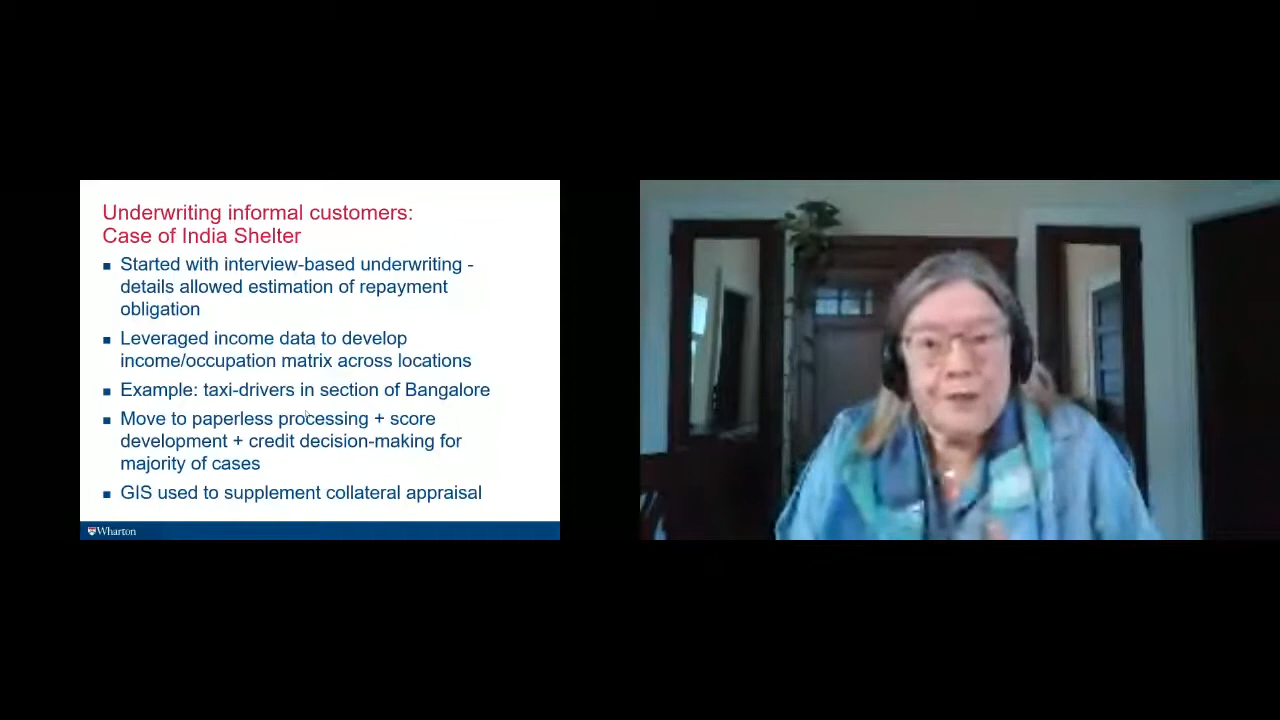 Underwriting informal customers:
Case of India Shelter
■ Started with interview-based underwriting -
details allowed estimation of repayment
obligation
■ Leveraged income data to develop
income/occupation matrix across locations
■ Example: taxi-drivers in section of Bangalore
■ Move to paperless processing + score
development + credit decision-making for
majority of cases
■ GIS used to supplement collateral appraisal
Wharton